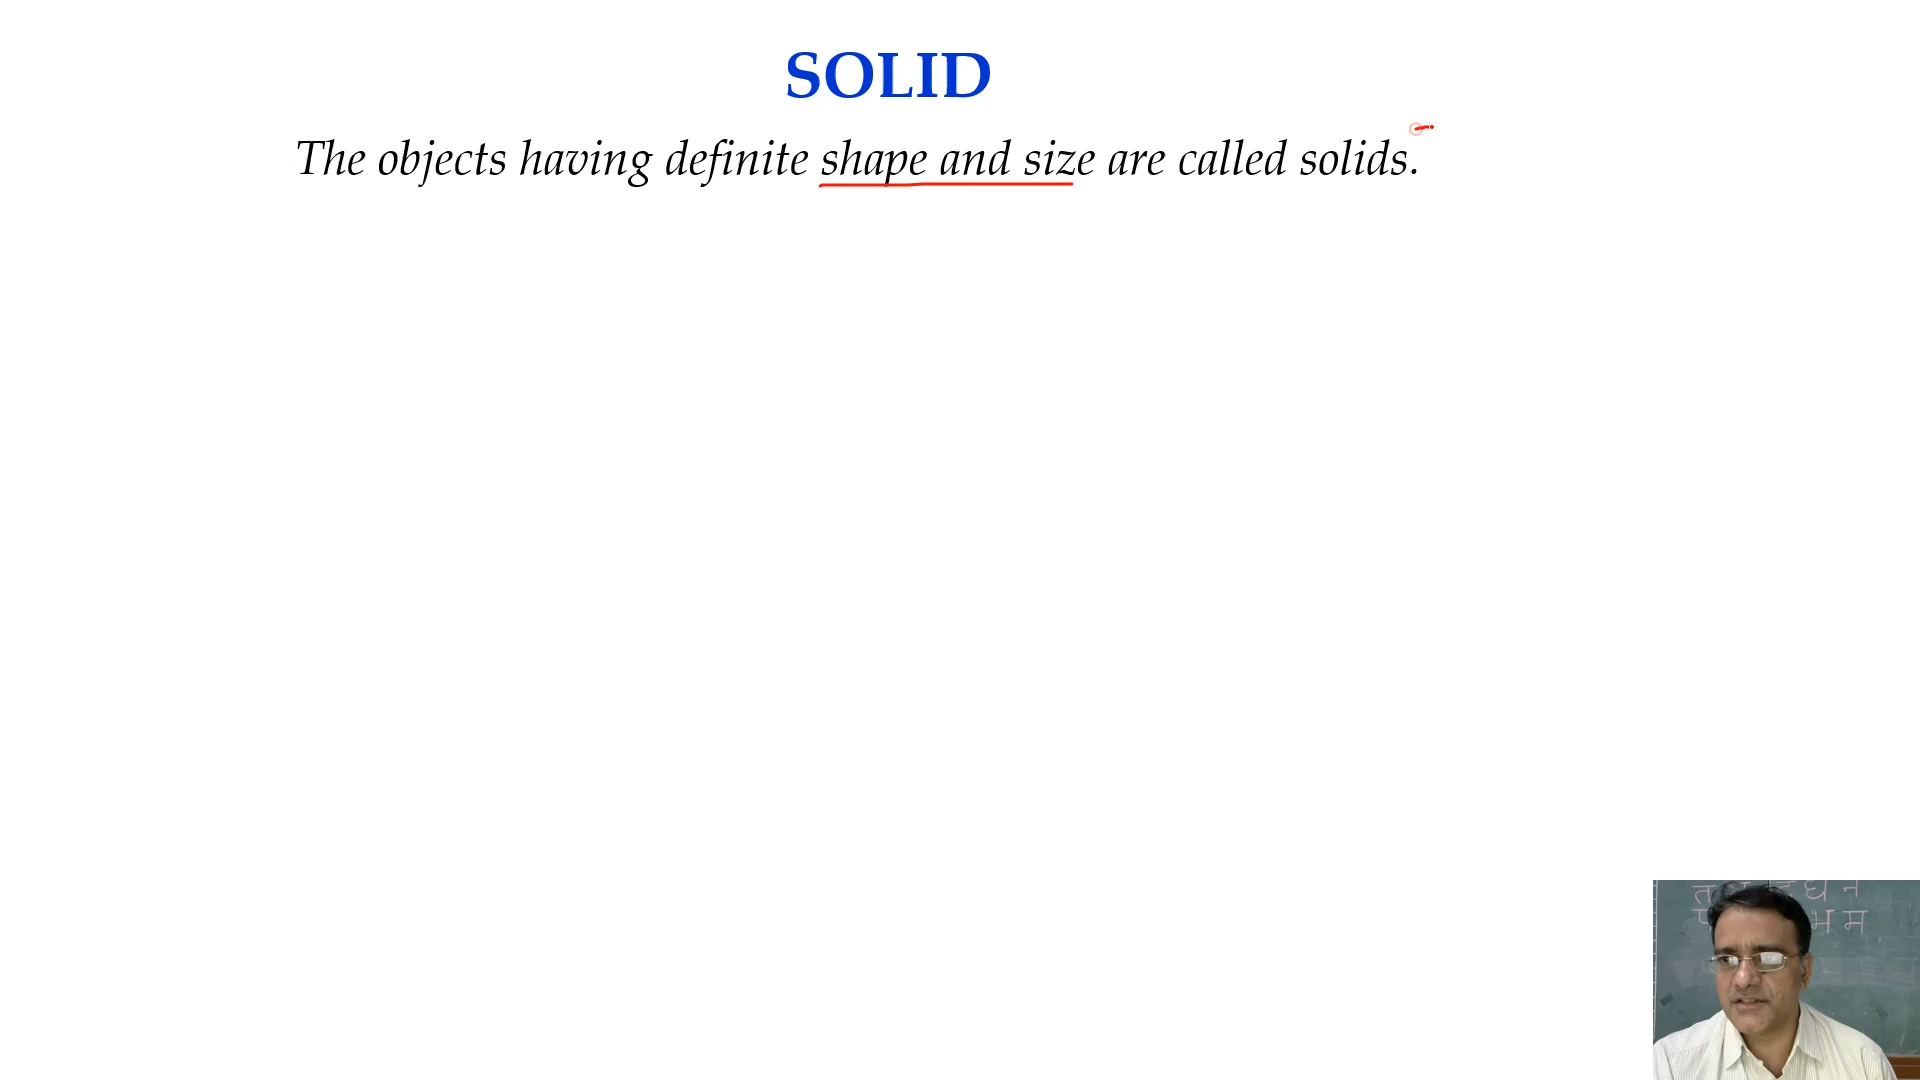 SOLID
The objects having definite shape and size are called solids.
त ध न
भ म